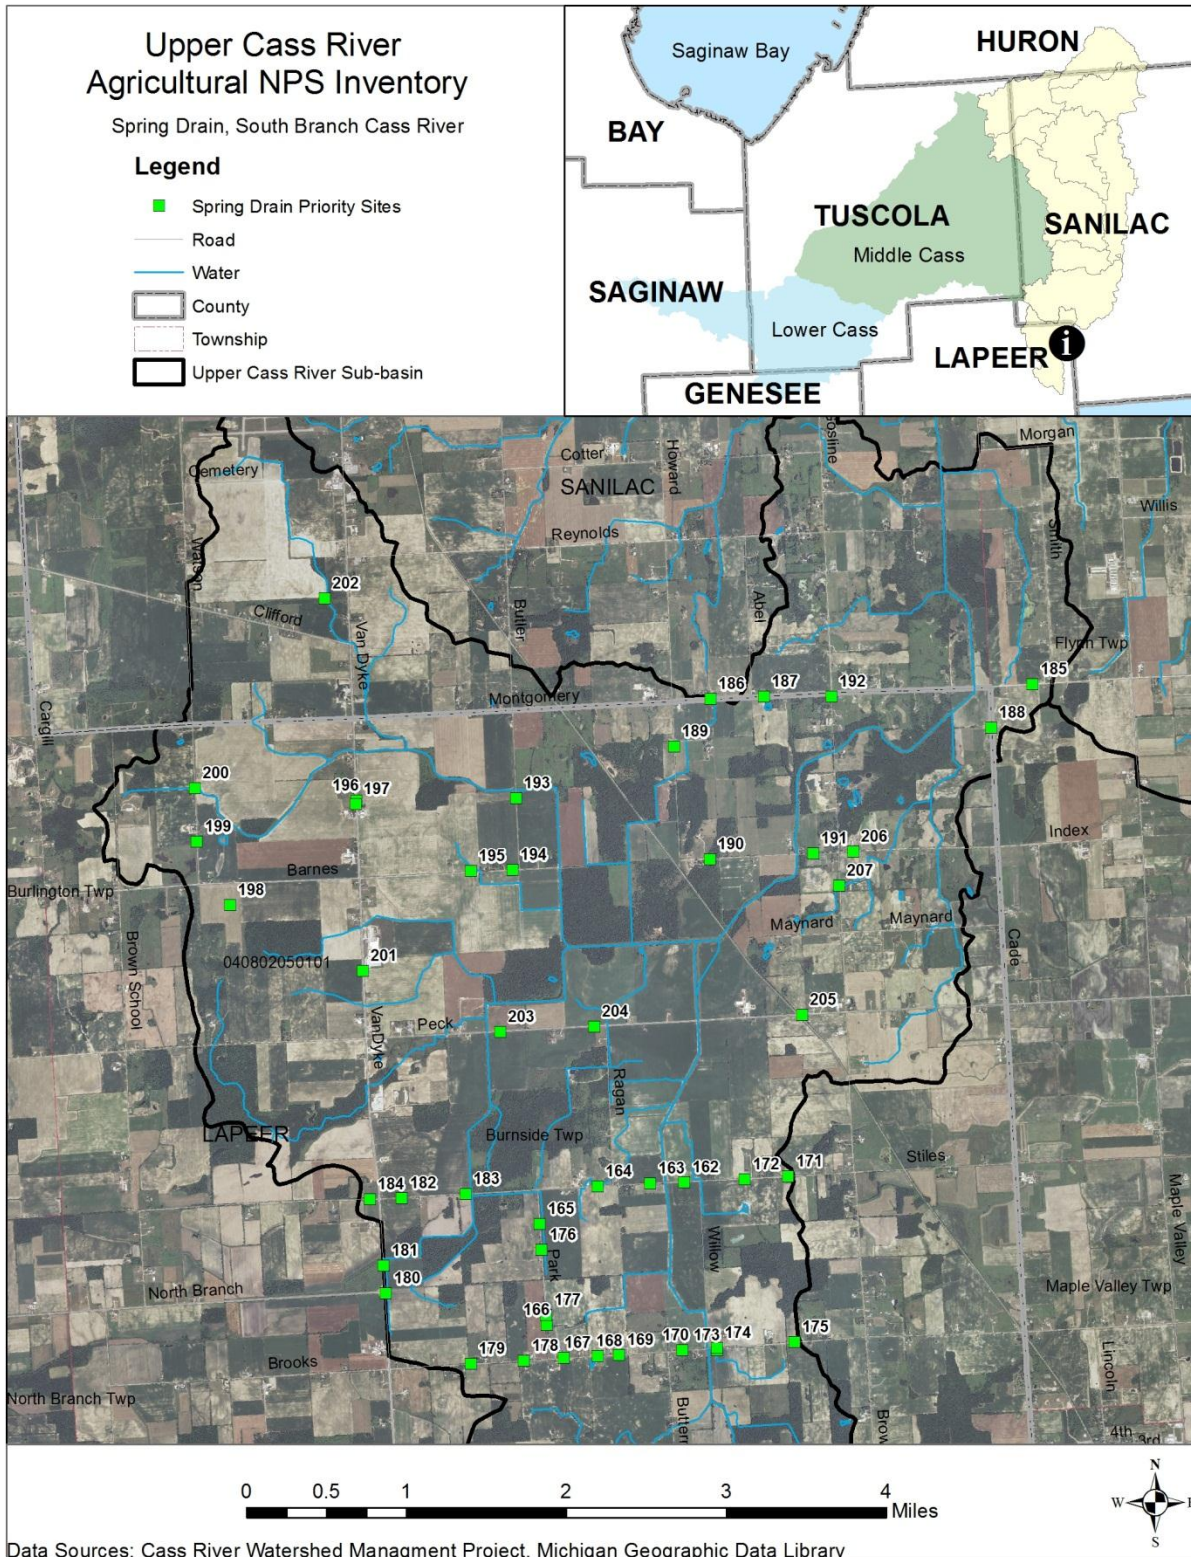 Upper Cass River
Agricultural NPS Inventory
Spring Drain, South Branch Cass River
Legend
Spring Drain Priority Sites
Road
Water
County
Township
Upper Cass River Sub-basin
HURON
Saginaw Bay
BAY
TUSCOLA
SANILAC
Middle Cass
SAGINAW
Lower Cass
LAPEER
i
GENESEE
Morgan
Cotter
Howard
Cemetery
SANILAC
Willis
Reynolds
Smith
Watson
202
Clifford
Butler
Abel
Van Dyke
Flynn Twp
185
Montgomery
186
187
192
Cargill
188
189
200
196
197
193
199
Index
191
206
190
Barnes
195
194
207
Burlington Twp
198
Maynard
Maynard
Brown School
Cade
040802050101
201
203
204
205
Peck
VanDyke
Ragan
LAPEER
Burnside Twp
Stiles
164
163
162
172
171
184
182
183
Maple Valley
165
176
Willow
181
Park
180
North Branch
Maple Valley Twp
177
166
179
178
167
168
169
170
173
174
175
Brooks
Lincoln
North Branch Twp
4th
3rd
0
0.5
1
2
3
4
Miles
N
W
S
Data Sources: Cass River Watershed Managment Project, Michigan Geographic Data Library